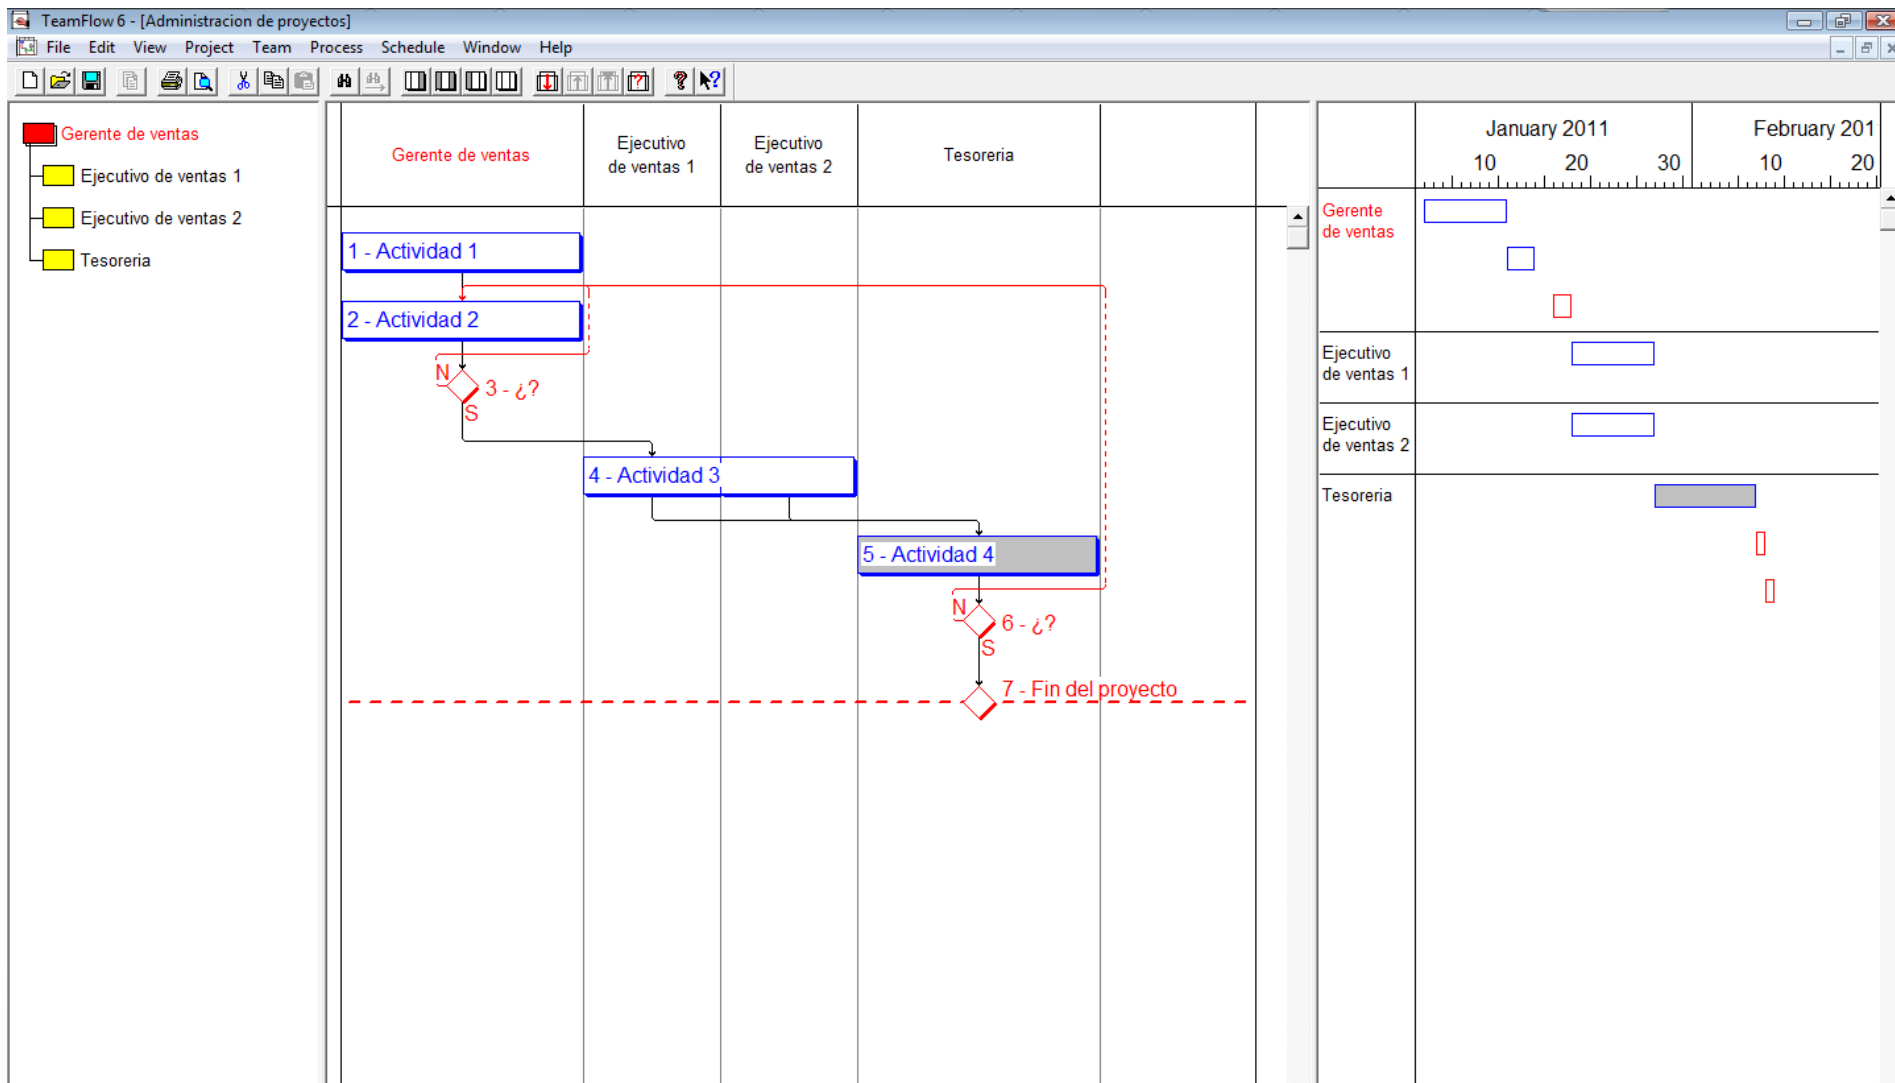 TeamFlow 6 - [Administracion de proyectos]
File Edit View Project Team Process Schedule Window Help
Gerente de ventas
Ejecutivo de ventas 1
Ejecutivo de ventas 2
Tesoreria
Gerente de ventas
Ejecutivo
de ventas 1
Ejecutivo
de ventas 2
Tesoreria
1 - Actividad 1
2 - Actividad 2
N
3 - ¿?
S
4 - Actividad 3
5 - Actividad 4
N
6 - ¿?
S
7 - Fin del proyecto
January 2011 February 201
10 20 30 10 20
Gerente
de ventas
Ejecutivo
de ventas 1
Ejecutivo
de ventas 2
Tesoreria